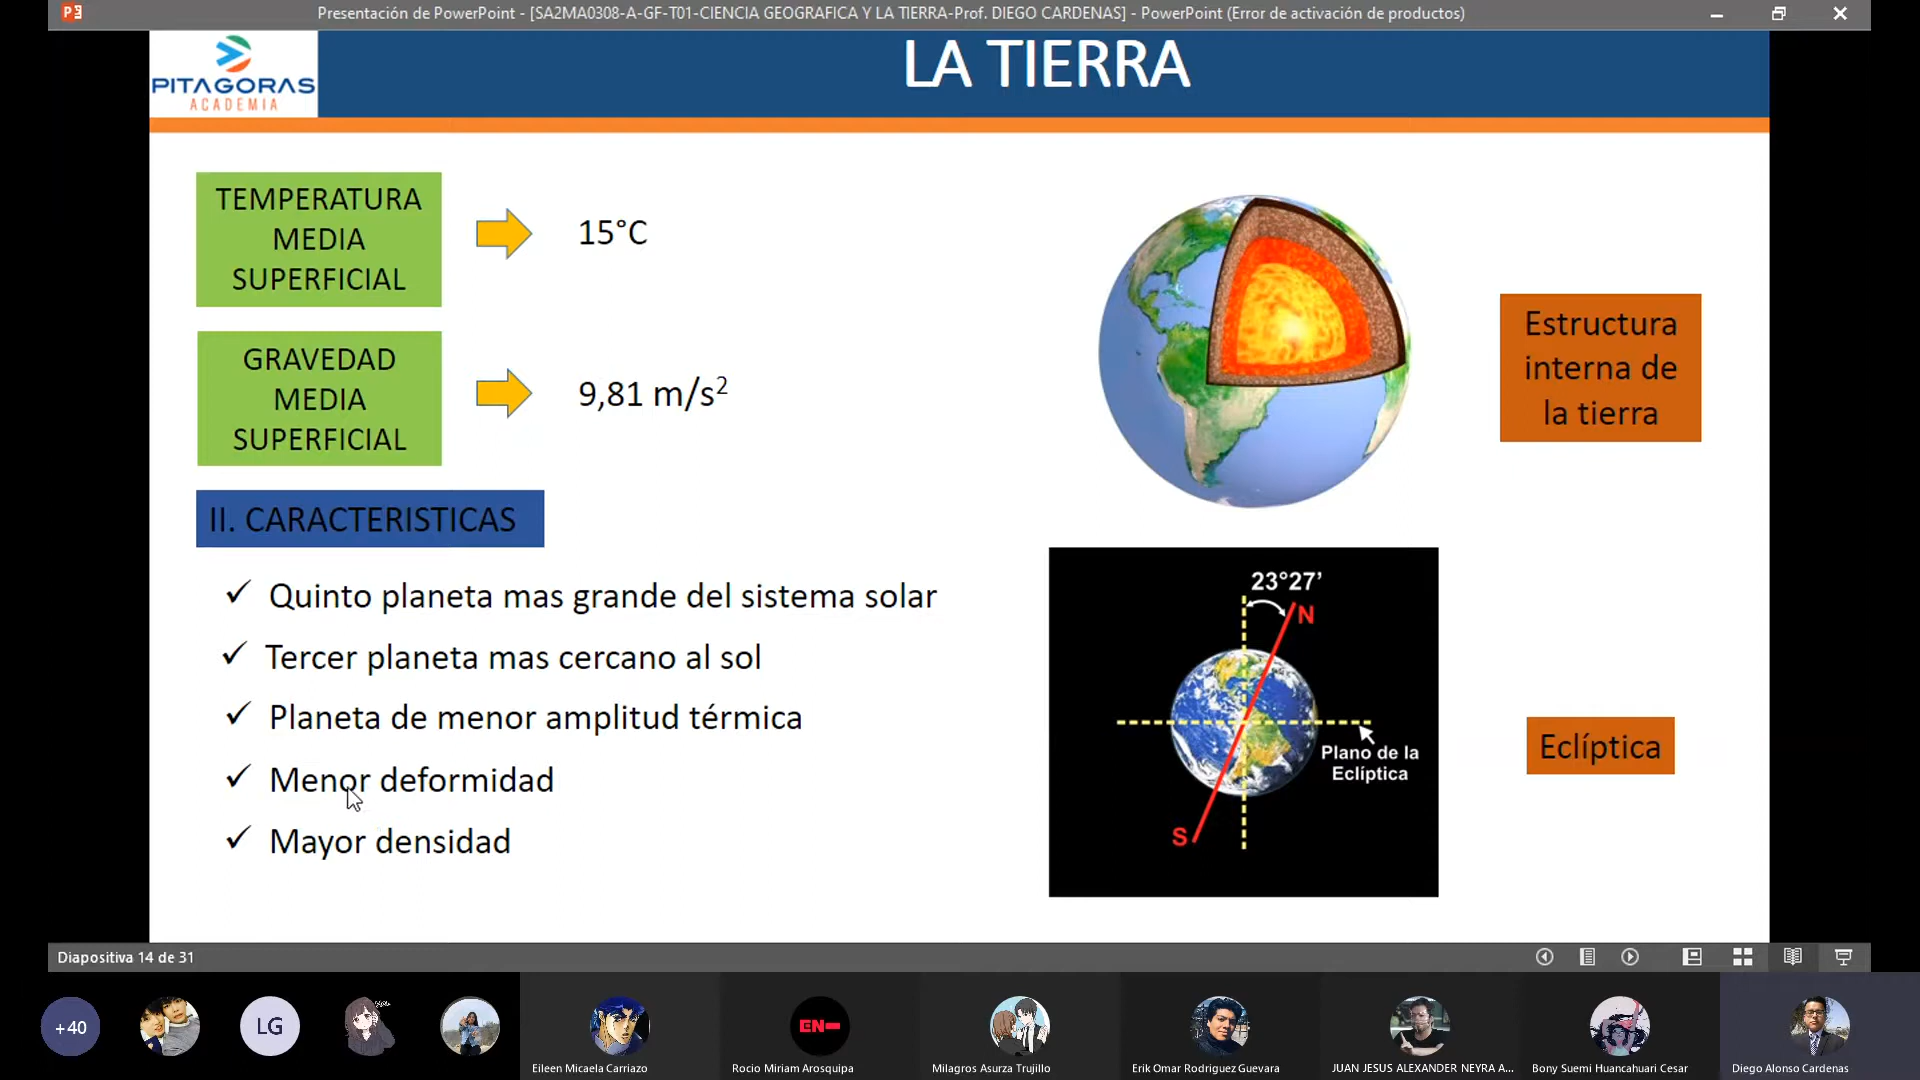 Presentación de PowerPoint - [SA2MA0308-A-GF-T01-CIENCIA GEOGRAFICA Y LA TIERRA-Prof. DIEGO CARDENAS] - PowerPoint (Error de activación de productos)
PITAGORAS
ACADEMIA
LA TIERRA
TEMPERATURA
MEDIA
SUPERFICIAL
15°C
GRAVEDAD
MEDIA
SUPERFICIAL
9,81 m/s²
Estructura
interna de
la tierra
II. CARACTERISTICAS
✓ Quinto planeta mas grande del sistema solar
✓ Tercer planeta mas cercano al sol
✓ Planeta de menor amplitud térmica
✓ Menor deformidad
✓ Mayor densidad
23°27’
N
Plano de la
Eclíptica
S
Eclíptica
Diapositiva 14 de 31
+40
LG
EN
Eileen Micaela Carriazo
Rocio Miriam Arosquipa
Milagros Asurza Trujillo
Erik Omar Rodriguez Guevara
JUAN JESUS ALEXANDER NEYRA A...
Bony Suemi Huancahuari Cesar
Diego Alonso Cardenas